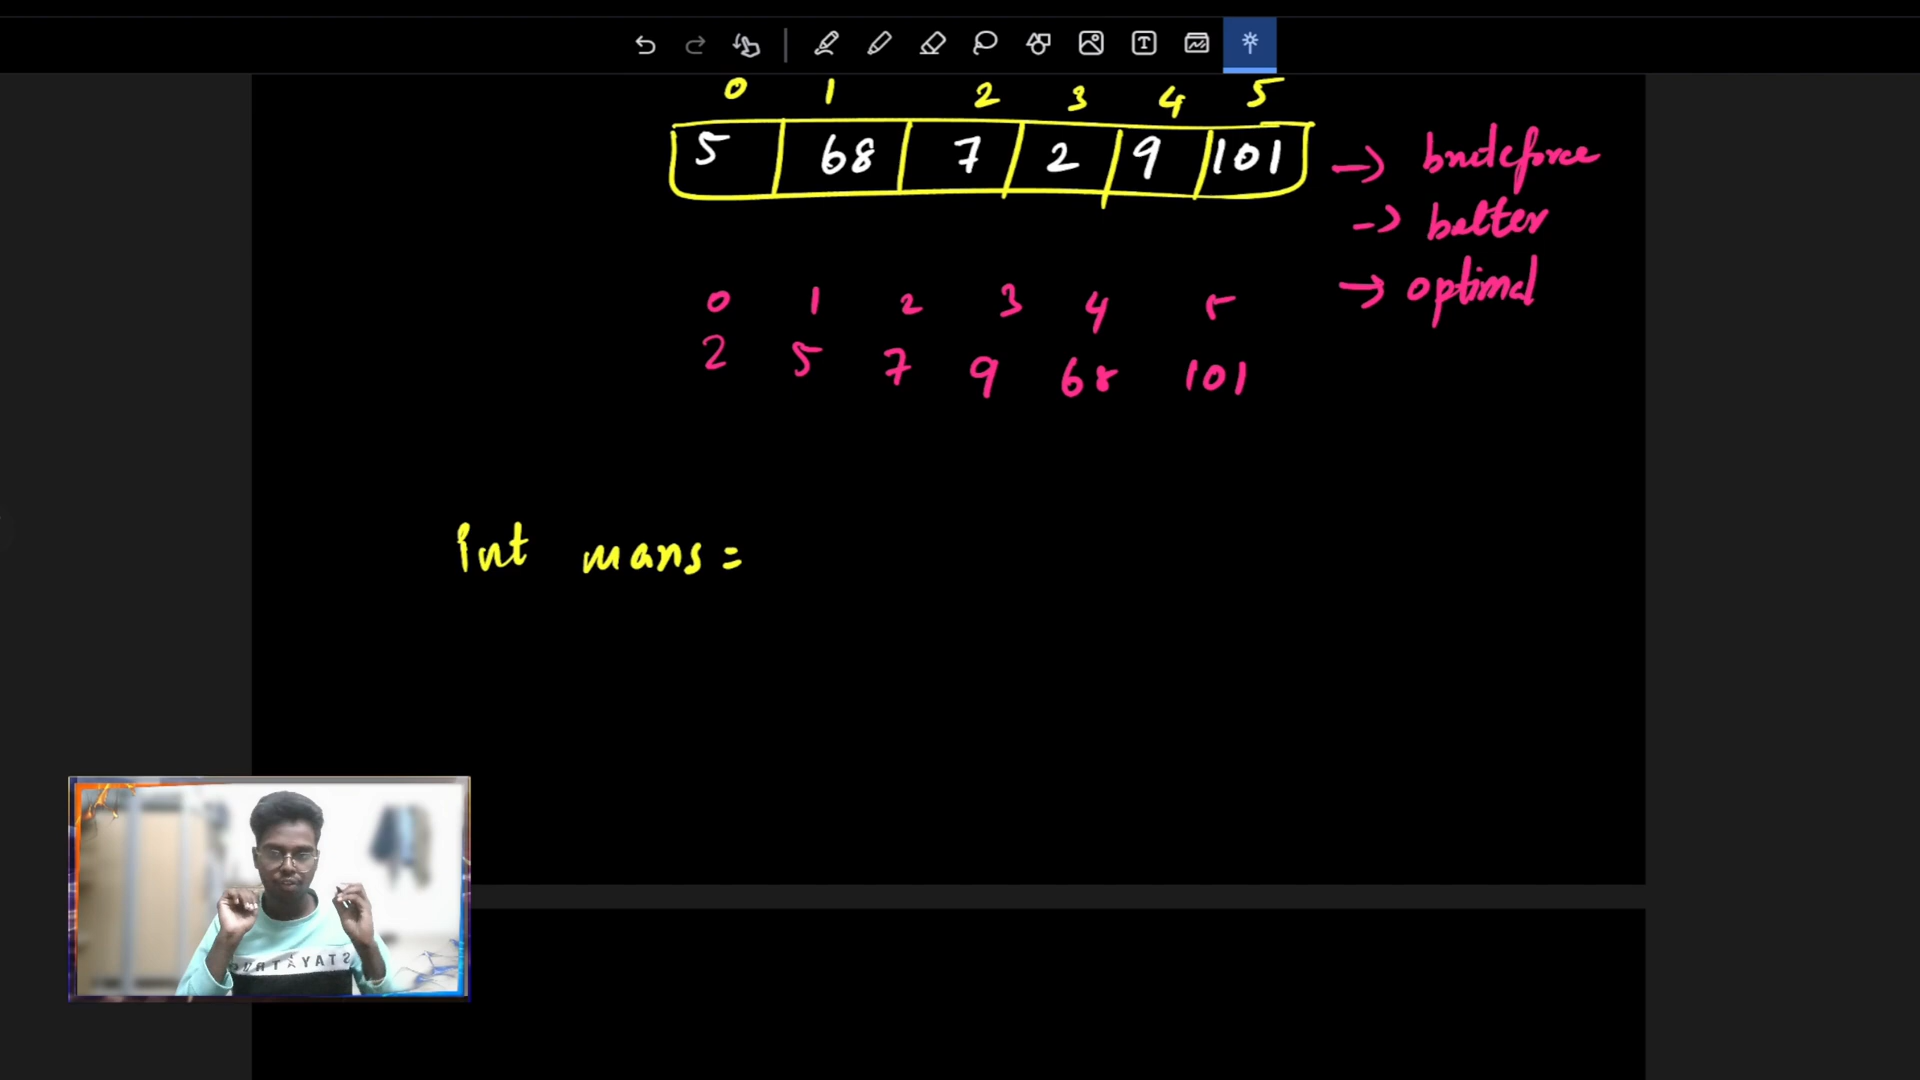 0 1 2 3 4 5
5 68 7 2 9 101
→ bruteforce
→ better
→ optimal
0 1 2 3 4 5
2 5 7 9 68 101
int mans =